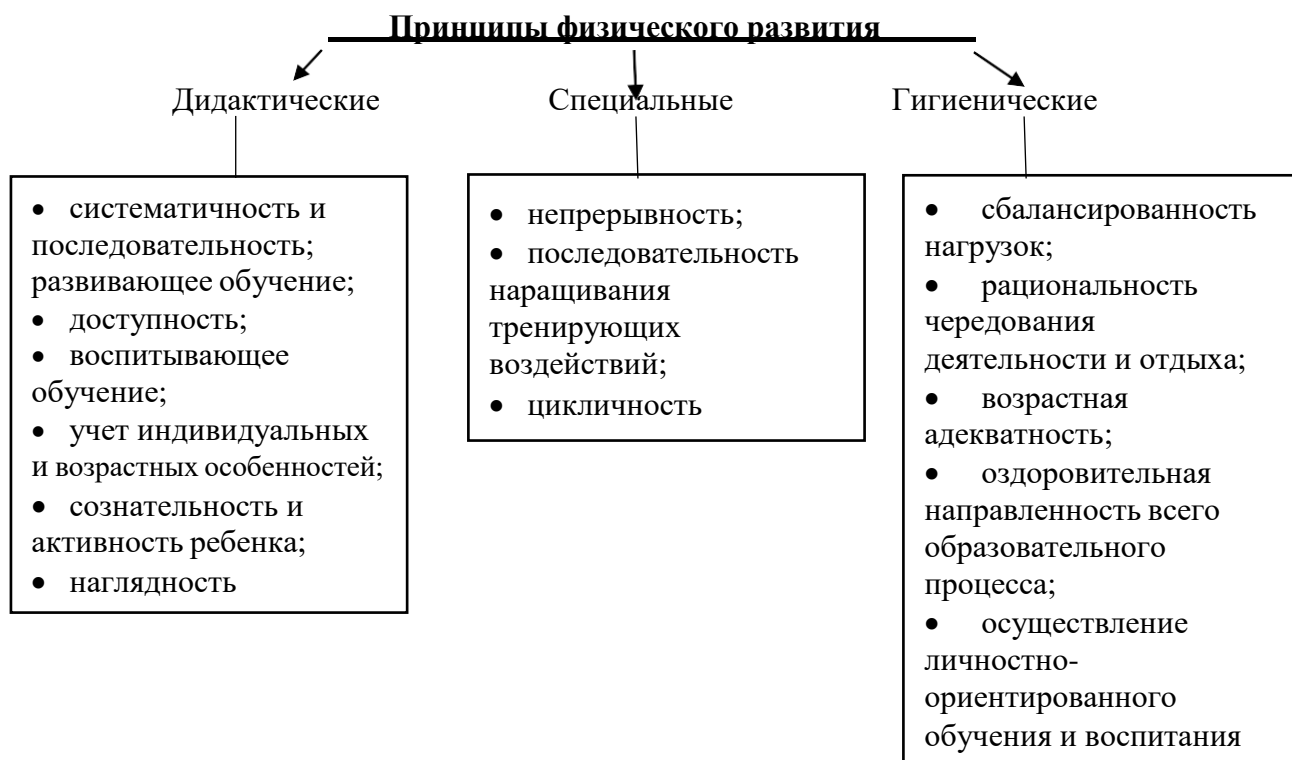 Принципы физического развития
Дидактические
Специальные
Гигиенические
• систематичность и
последовательность;
развивающее обучение;
• доступность;
• воспитывающее
обучение;
• учет индивидуальных
и возрастных особенностей;
• сознательность и
активность ребенка;
• наглядность
• непрерывность;
• последовательность
наращивания
тренирующих
воздействий;
• цикличность
• сбалансированность
нагрузок;
• рациональность
чередования
деятельности и отдыха;
• возрастная
адекватность;
• оздоровительная
направленность всего
образовательного
процесса;
• осуществление
личностно-
ориентированного
обучения и воспитания